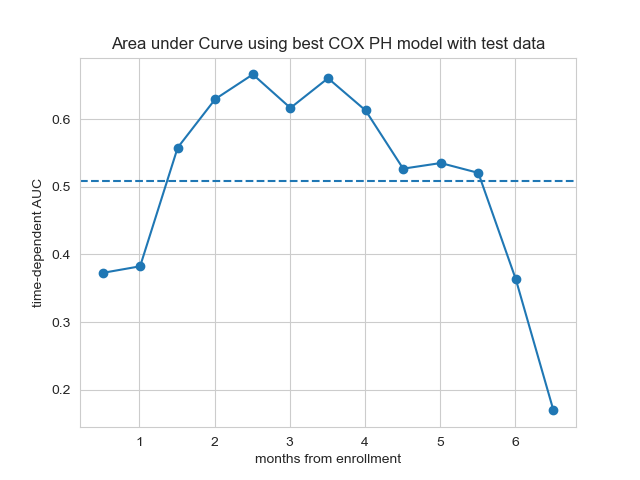 Area under Curve using best COX PH model with test data
time-dependent AUC
0.6
0.5
0.4
0.3
0.2
1 2 3 4 5 6
months from enrollment